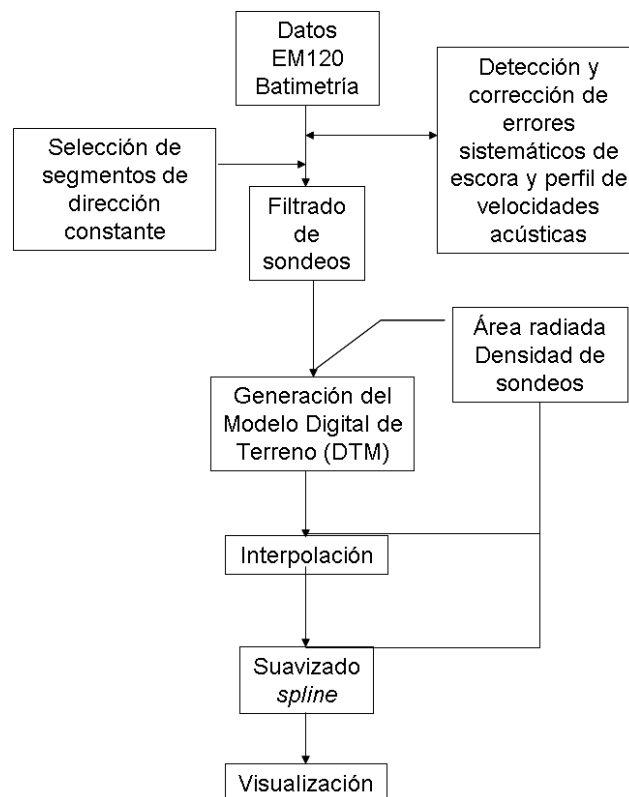 Datos
EM120
Batimetría
Detección y
corrección de
errores
sistemáticos de
escora y perfil de
velocidades
acústicas
Selección de
segmentos de
dirección
constante
Filtrado
de
sondeos
Área radiada
Densidad de
sondeos
Generación del
Modelo Digital de
Terreno (DTM)
Interpolación
Suavizado
spline
Visualización